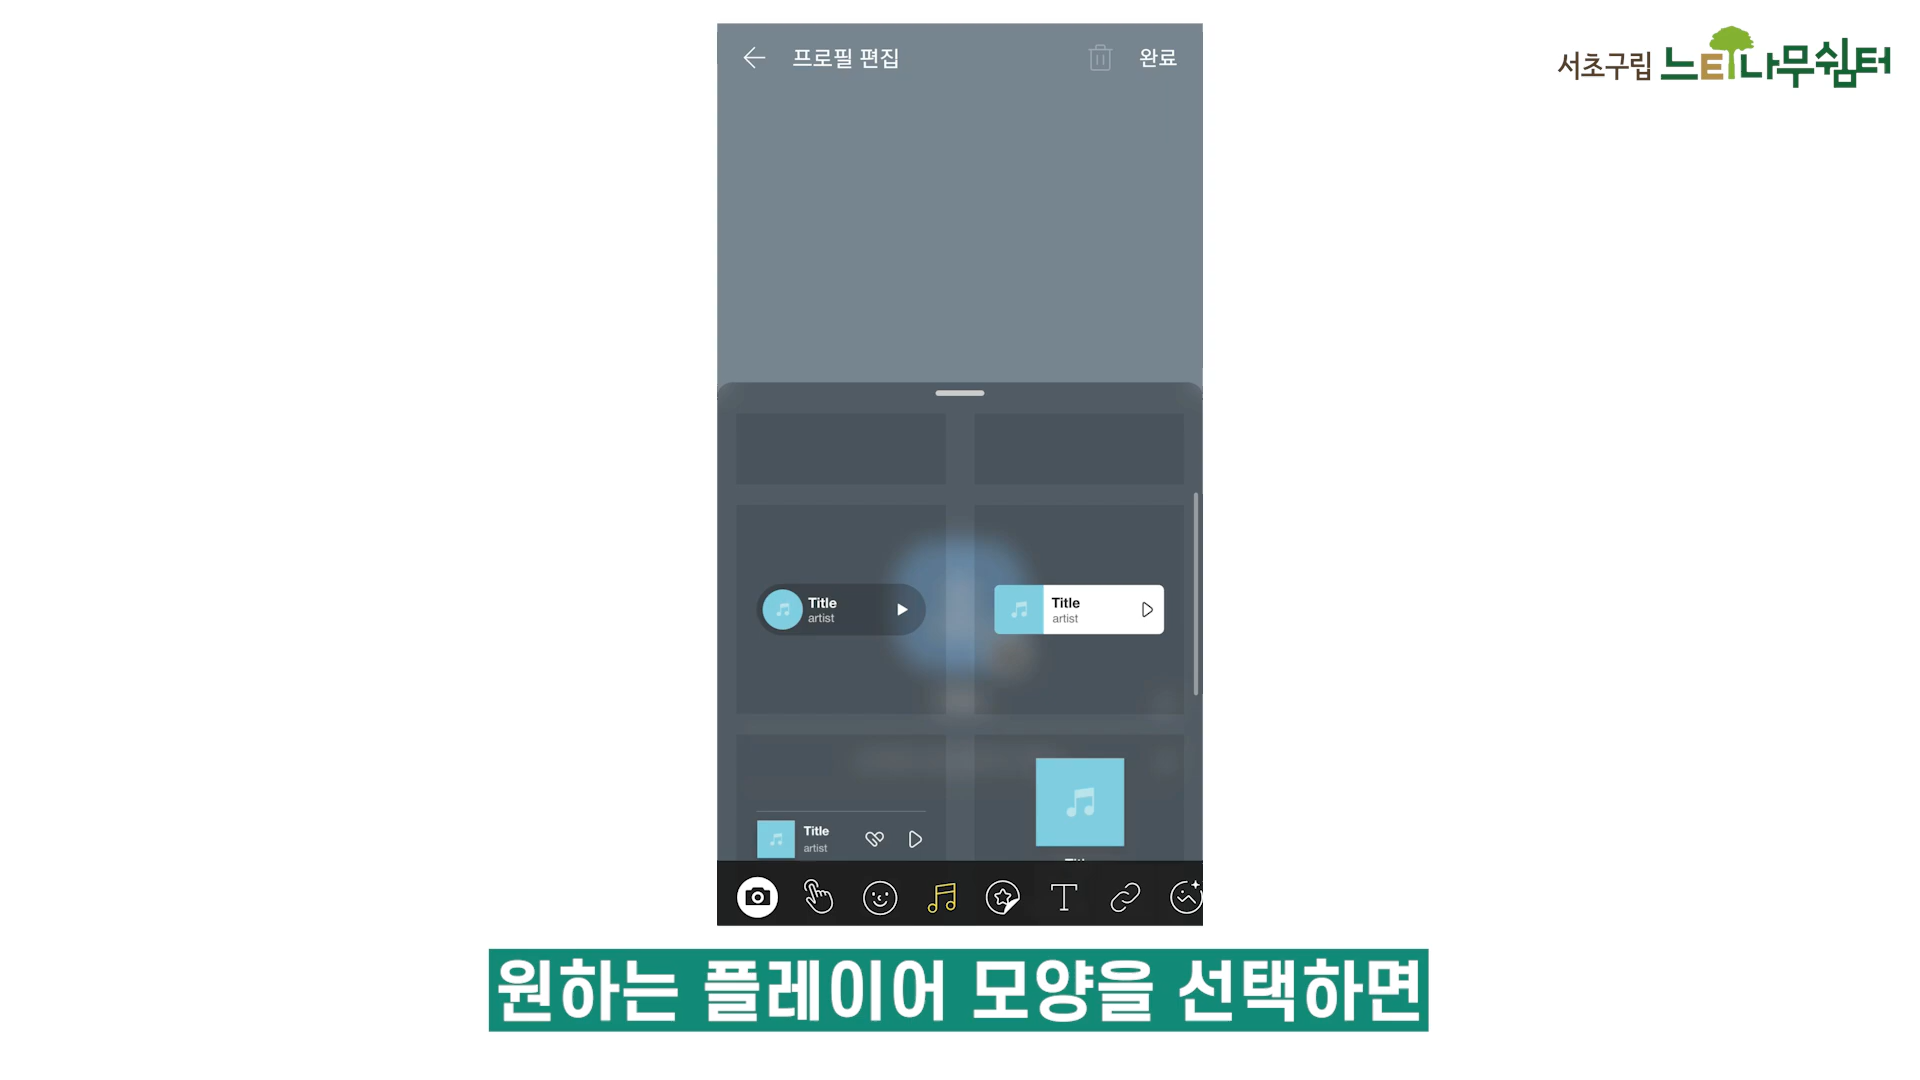 프로필 편집
완료
서초구립 느티나무쉼터
Title
artist
Title
artist
Title
artist
T
원하는 플레이어 모양을 선택하면